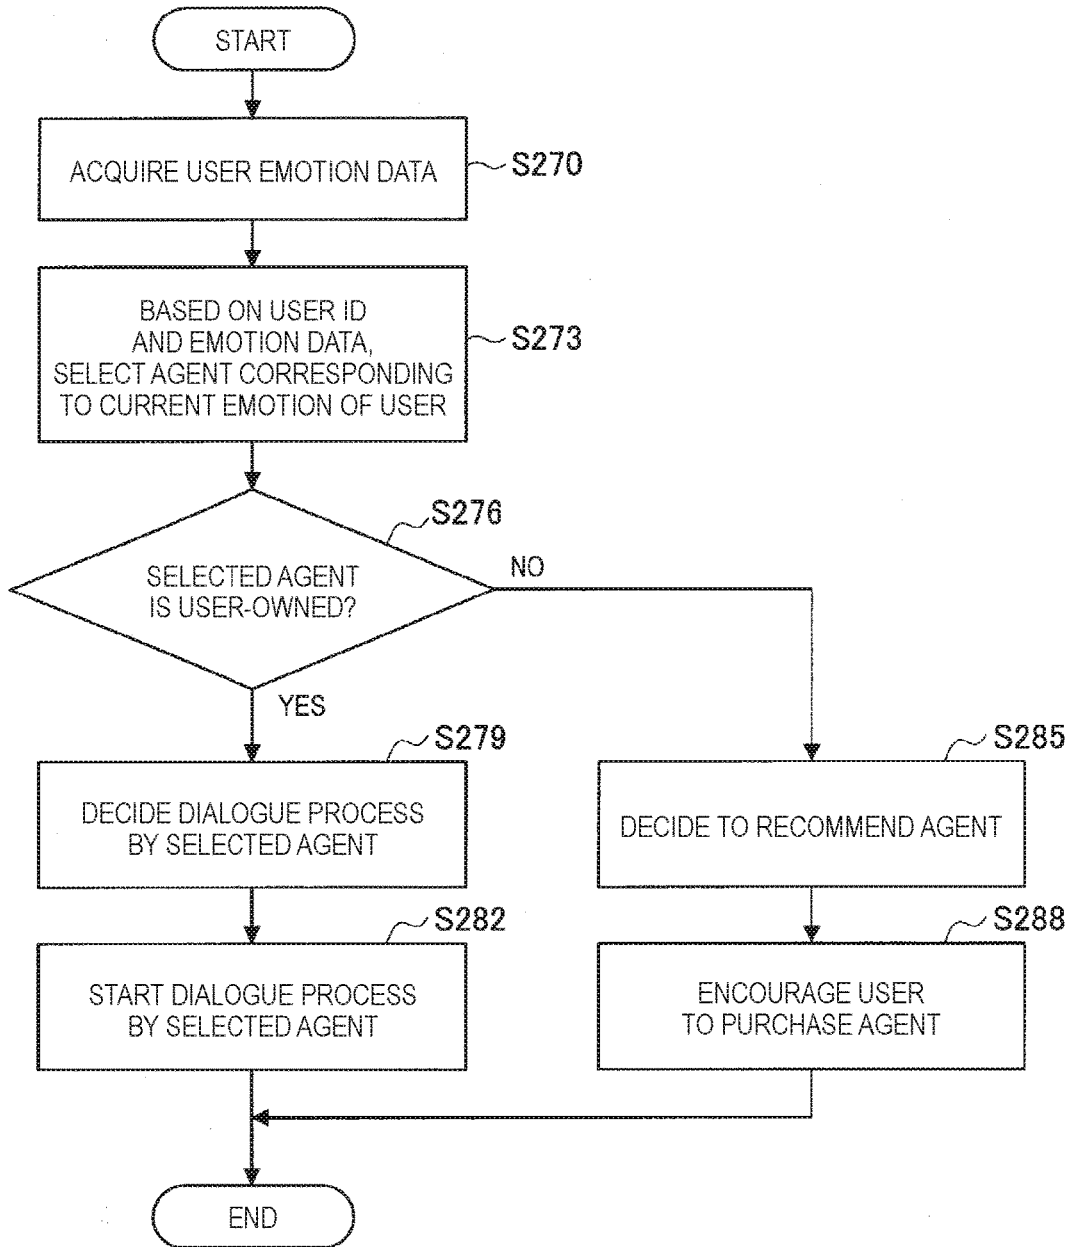 START
ACQUIRE USER EMOTION DATA
S270
BASED ON USER ID
AND EMOTION DATA,
SELECT AGENT CORRESPONDING
TO CURRENT EMOTION OF USER
S273
S276
SELECTED AGENT
IS USER-OWNED?
NO
YES
S279
DECIDE DIALOGUE PROCESS
BY SELECTED AGENT
S285
DECIDE TO RECOMMEND AGENT
S282
START DIALOGUE PROCESS
BY SELECTED AGENT
S288
ENCOURAGE USER
TO PURCHASE AGENT
END